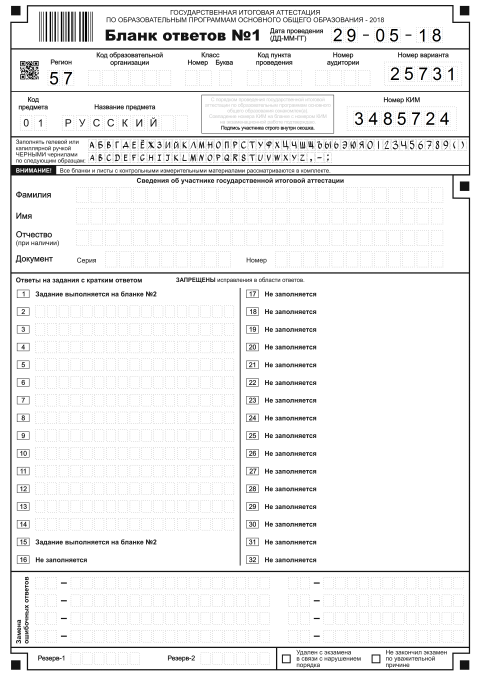 ГОСУДАРСТВЕННАЯ ИТОГОВАЯ АТТЕСТАЦИЯ
ПО ОБРАЗОВАТЕЛЬНЫМ ПРОГРАММАМ ОСНОВНОГО ОБЩЕГО ОБРАЗОВАНИЯ - 2018
Бланк ответов №1
Дата проведения
(ДД-ММ-ГГ)
29-05-18
Регион
57
Код образовательной
организации
Класс
Номер Буква
Код пункта
проведения
Номер
аудитории
Номер варианта
25731
Код
предмета
01
Название предмета
РУССКИЙ
Подпись участника строго внутри окошка.
Номер КИМ
3485724
Заполнять гелевой или
капиллярной ручкой
ЧЕРНЫМИ чернилами
по следующим образцам:
АБВГДЕЁЖЗИЙКЛМНОПРСТУФХЦЧШЩЪЫЬЭЮЯ01234567890()
ABCDEFGHIJKLMNOPQRSTUVWXYZ,-;
ВНИМАНИЕ! Все бланки и листы с контрольными измерительными материалами рассматриваются в комплекте.
Сведения об участнике государственной итоговой аттестации
Фамилия
Имя
Отчество
(при наличии)
Документ Серия Номер
Ответы на задания с кратким ответом ЗАПРЕЩЕНЫ исправления в области ответов.
1 Задание выполняется на бланке №2
2
3
4
5
6
7
8
9
10
11
12
13
14
15 Задание выполняется на бланке №2
16 Не заполняется
17 Не заполняется
18 Не заполняется
19 Не заполняется
20 Не заполняется
21 Не заполняется
22 Не заполняется
23 Не заполняется
24 Не заполняется
25 Не заполняется
26 Не заполняется
27 Не заполняется
28 Не заполняется
29 Не заполняется
30 Не заполняется
31 Не заполняется
32 Не заполняется
Замена
ошибочных ответов
Резерв-1
Резерв-2
Удален с экзамена
в связи с нарушением
порядка
Не закончил экзамен
по уважительной
причине